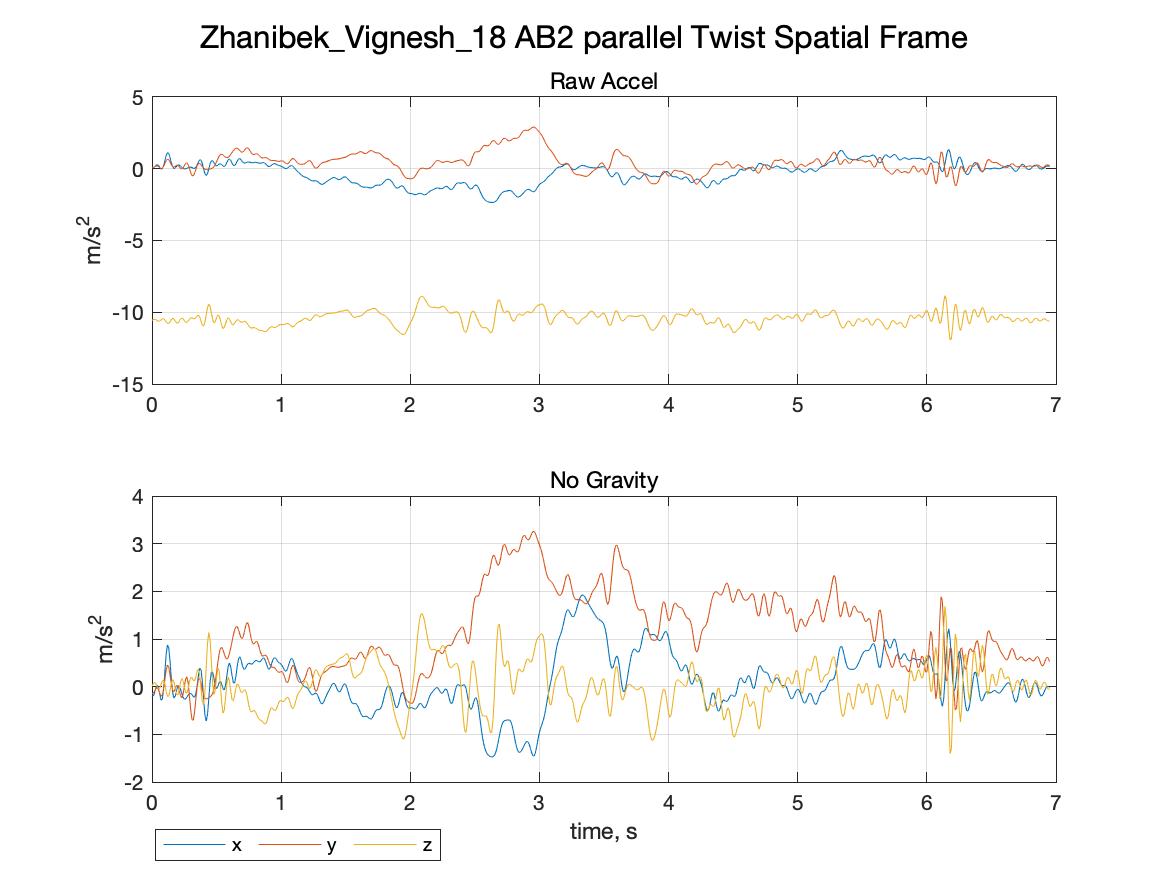 Zhanibek_Vignesh_18 AB2 parallel Twist Spatial Frame
Raw Accel
5
0
-5
-10
-15
m/s²
0 1 2 3 4 5 6 7
No Gravity
4
3
2
1
0
-1
-2
m/s²
0 1 2 3 4 5 6 7
time, s
x y z